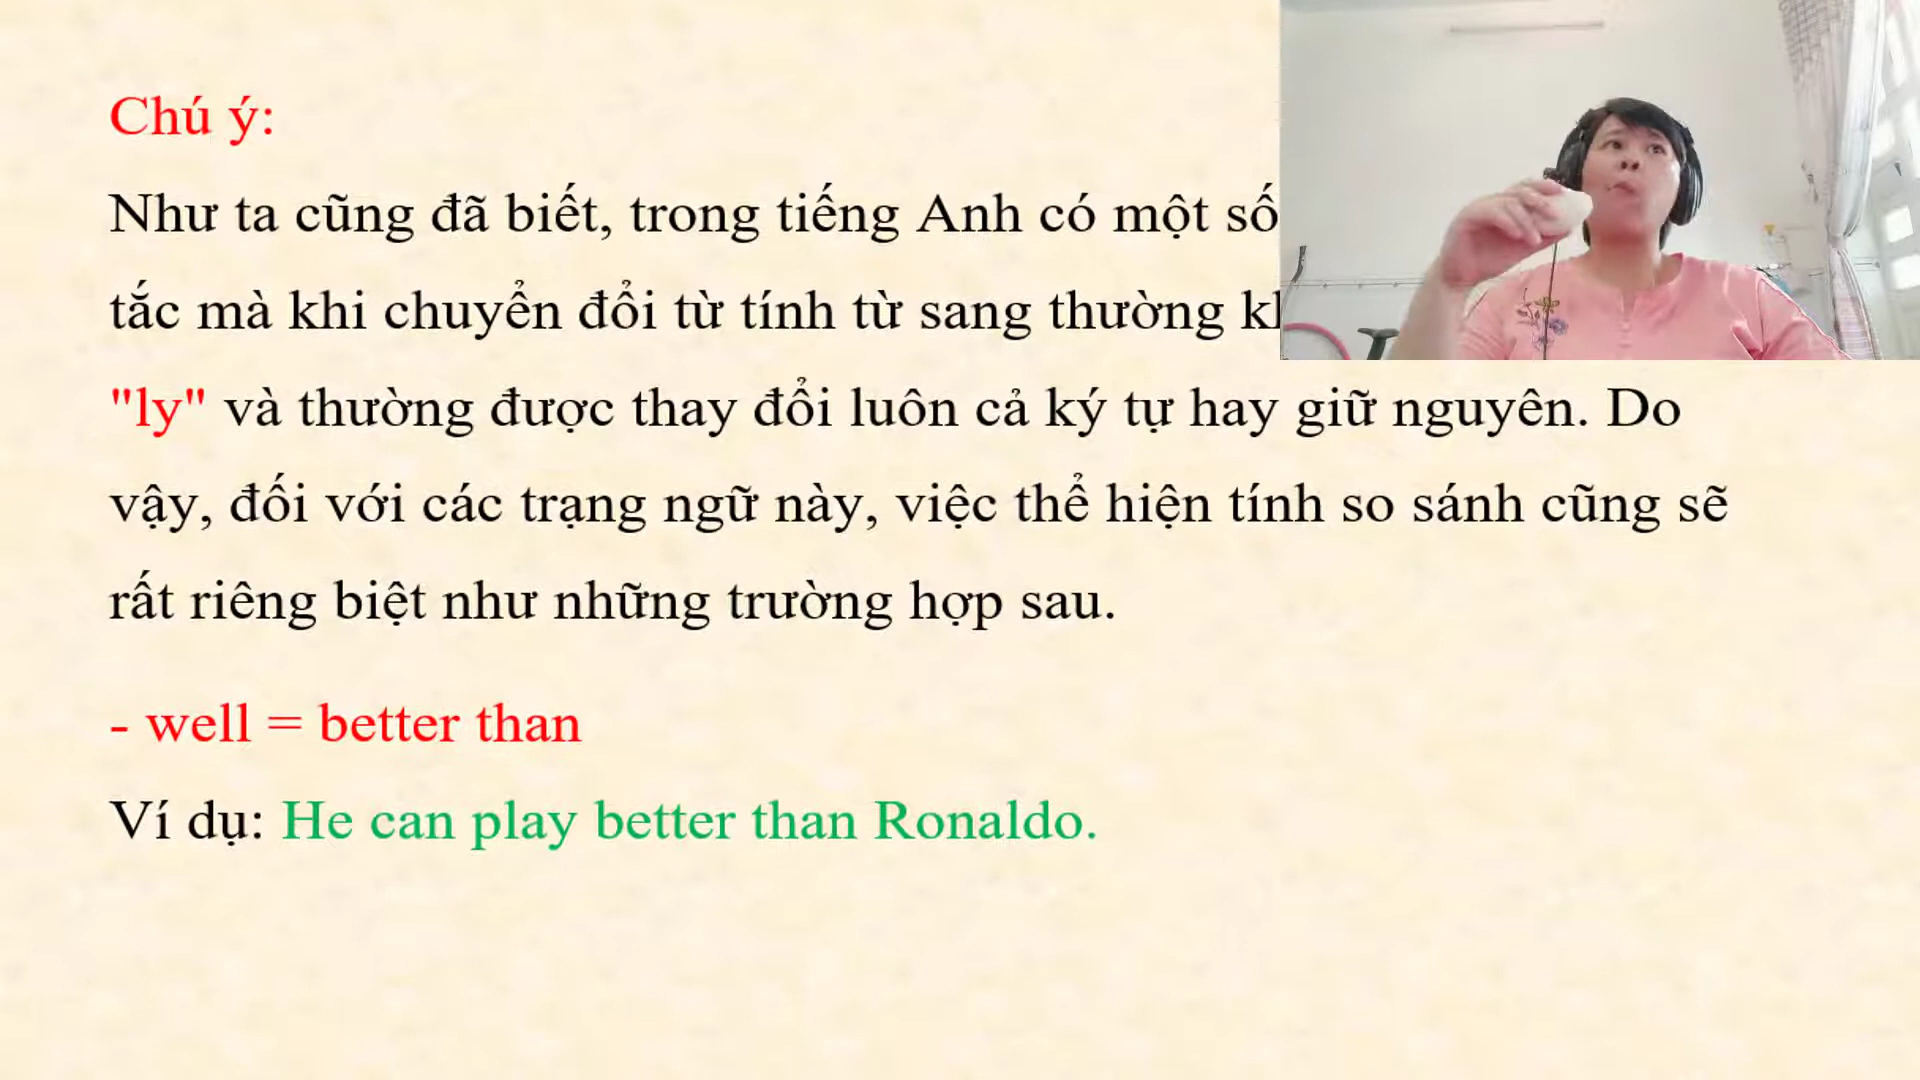 Chú ý:
Như ta cũng đã biết, trong tiếng Anh có một số
tắc mà khi chuyển đổi từ tính từ sang thường
"ly" và thường được thay đổi luôn cả ký tự hay giữ nguyên. Do
vậy, đối với các trạng ngữ này, việc thể hiện tính so sánh cũng sẽ
rất riêng biệt như những trường hợp sau.
- well = better than
Ví dụ: He can play better than Ronaldo.